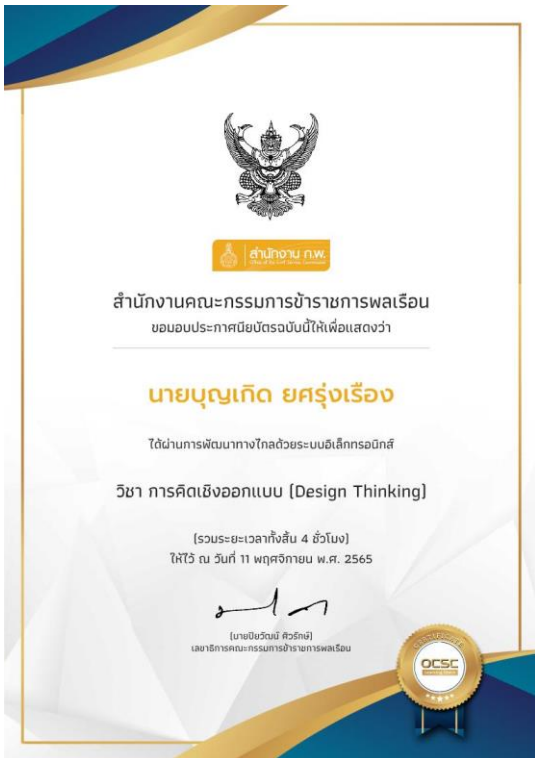 สำนักงาน ก.พ.
Office of the Civil Service Commission
สำนักงานคณะกรรมการข้าราชการพลเรือน
ขอมอบประกาศนียบัตรฉบับนี้ให้เพื่อแสดงว่า
นายบุญเกิด ยศรุ่งเรือง
ได้ผ่านการพัฒนาทางไกลด้วยระบบอิเล็กทรอนิกส์
วิชา การคิดเชิงออกแบบ (Design Thinking)
(รวมระยะเวลาทั้งสิ้น 4 ชั่วโมง)
ให้ไว้ ณ วันที่ 11 พฤศจิกายน พ.ศ. 2565
(นายปิยวัฒน์ ศิวรักษ์)
เลขาธิการคณะกรรมการข้าราชการพลเรือน
CERTIFICATE
OCSC